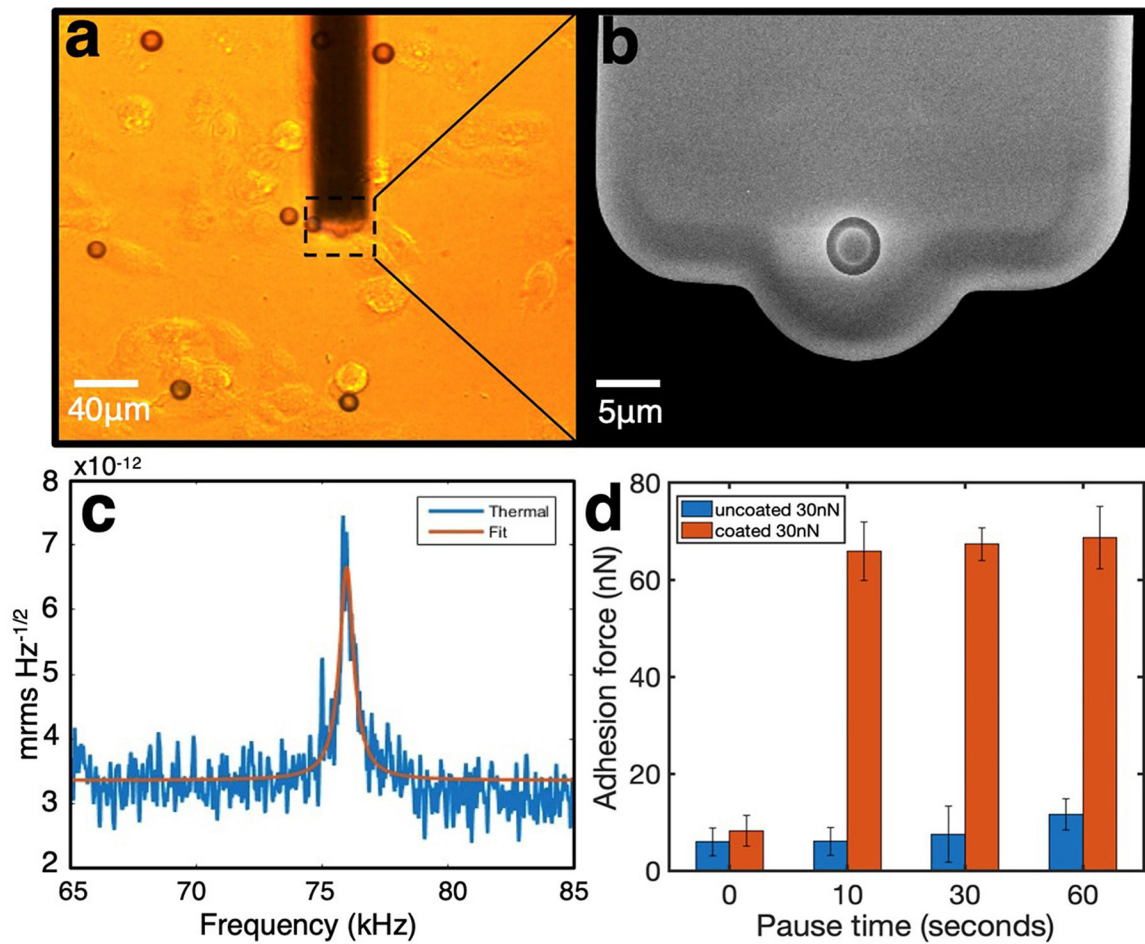 a
40μm
b
5μm
x10⁻¹²
c
8
7
6
5
4
3
2
mrms Hz⁻¹/²
Thermal
Fit
65
70
75
80
85
Frequency (kHz)
d
80
60
40
20
0
Adhesion force (nN)
uncoated 30nN
coated 30nN
0
10
30
60
Pause time (seconds)